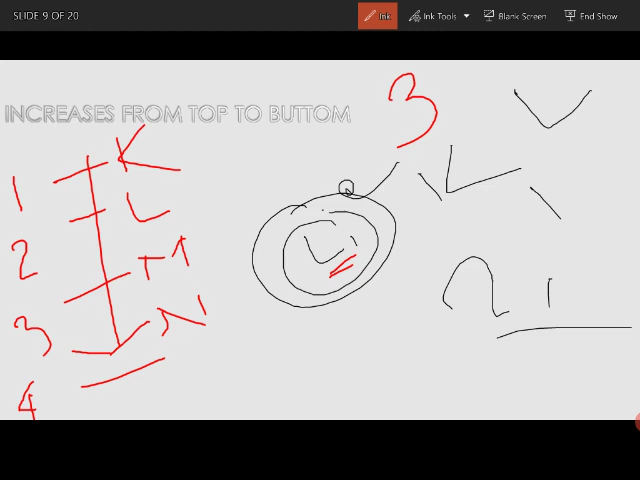 SLIDE 9 OF 20
Ink
Ink Tools
Blank Screen
End Show
INCREASES FROM TOP TO BUTTOM
3
K
1
L
2
M
3
N
4
L